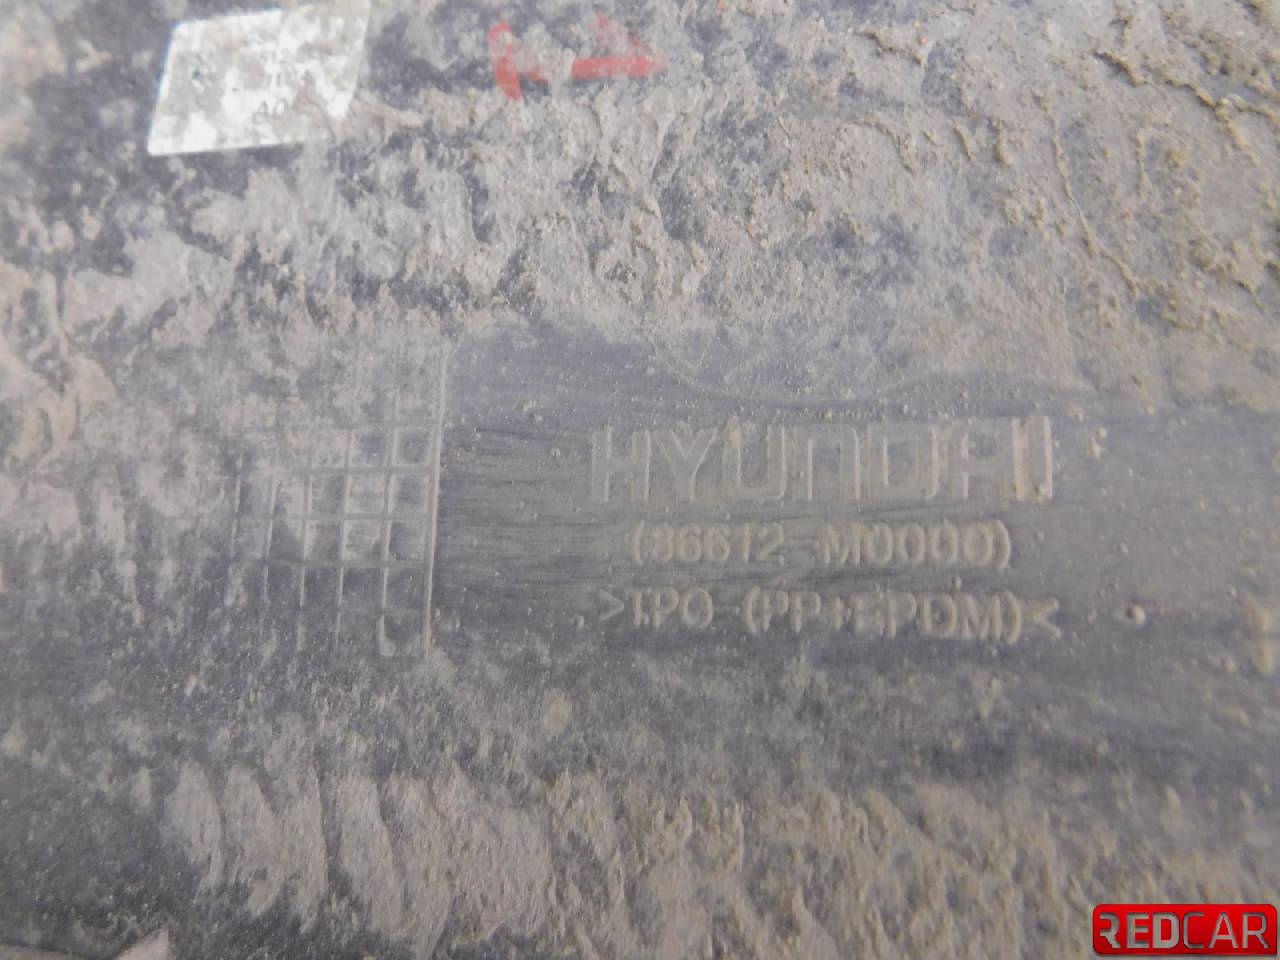 HYUNDAI
(86612-M0000)
>TPO-(PP+EPDM)<
REDCAR